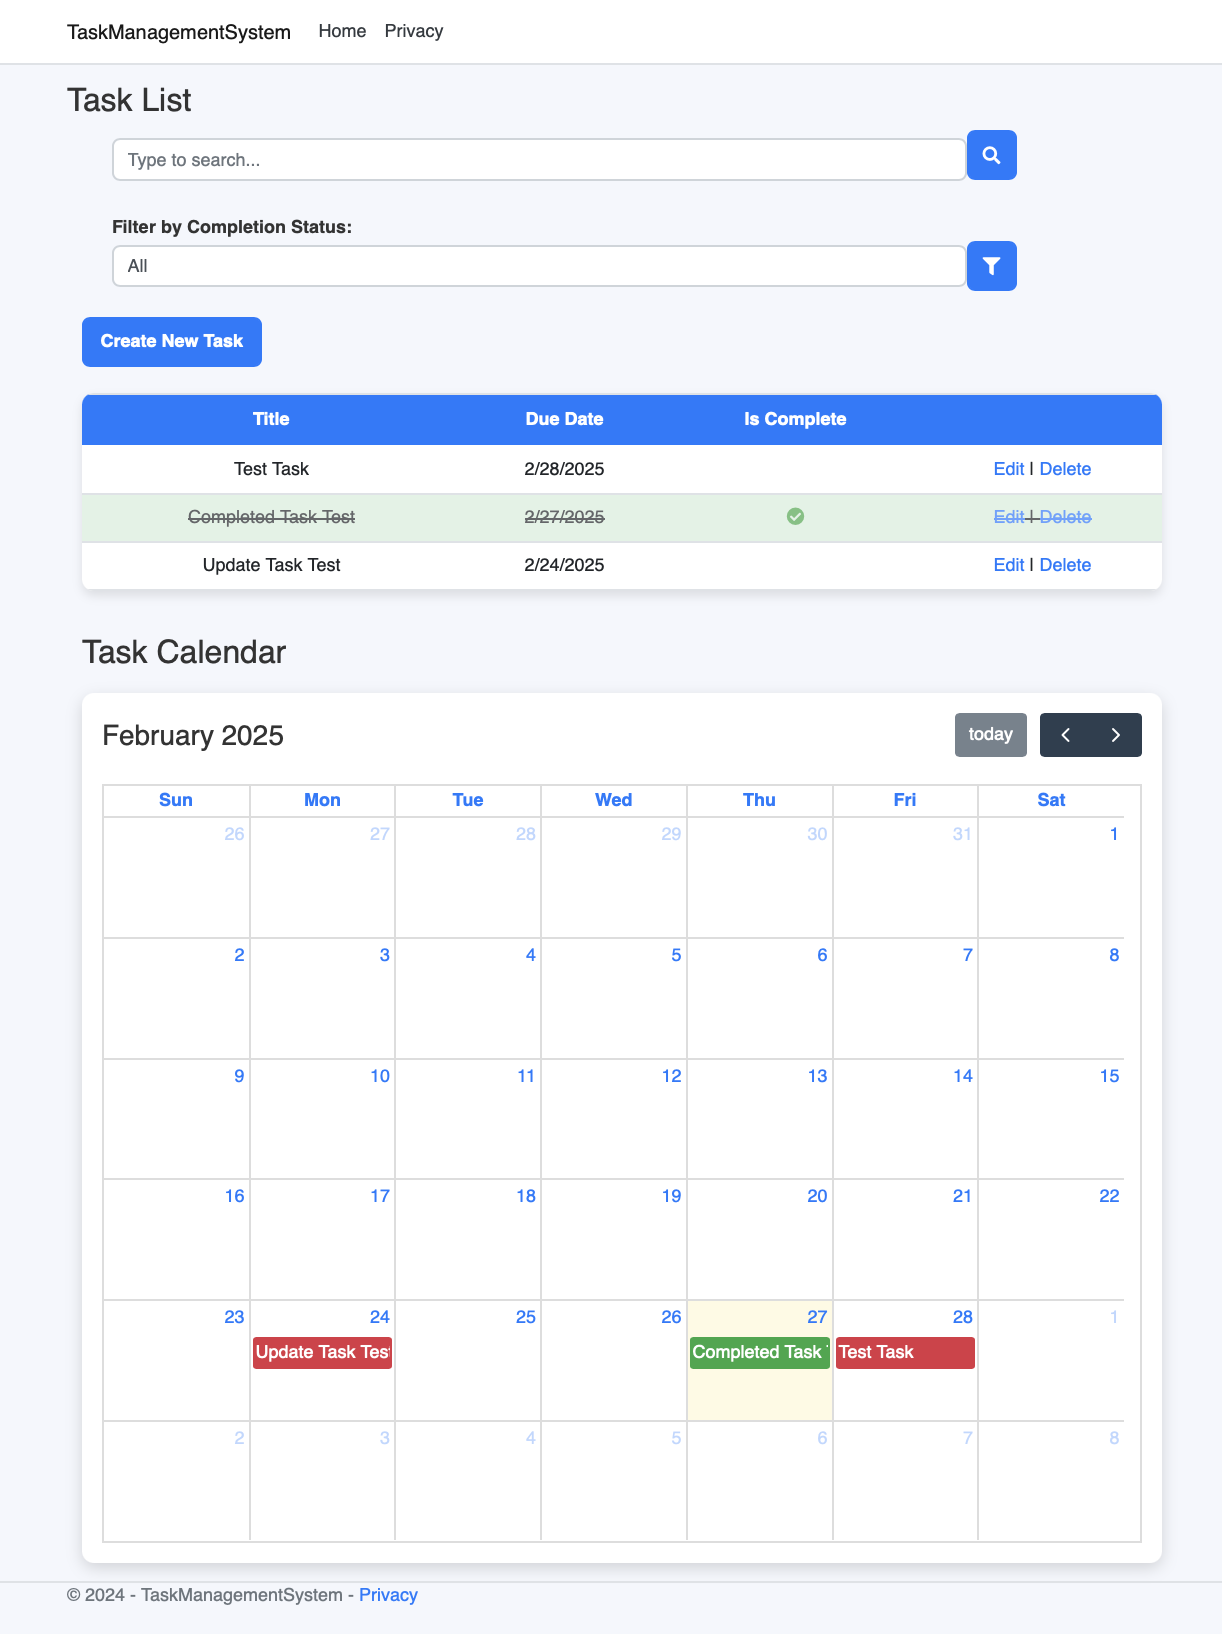 TaskManagementSystem Home Privacy
Task List
Type to search...
Filter by Completion Status:
All
Create New Task
Title Due Date Is Complete
Test Task 2/28/2025 Edit | Delete
Completed Task Test 2/27/2025 Edit | Delete
Update Task Test 2/24/2025 Edit | Delete
Task Calendar
February 2025 today
Sun Mon Tue Wed Thu Fri Sat
26 27 28 29 30 31 1
2 3 4 5 6 7 8
9 10 11 12 13 14 15
16 17 18 19 20 21 22
23 24 25 26 27 28 1
Update Task Test Completed Task Test Task
2 3 4 5 6 7 8
© 2024 - TaskManagementSystem - Privacy